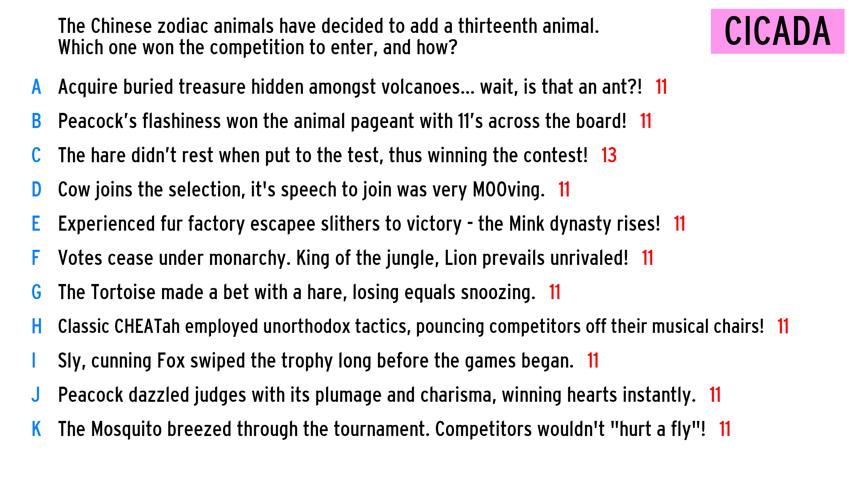 The Chinese zodiac animals have decided to add a thirteenth animal.
Which one won the competition to enter, and how?
CICADA
A Acquire buried treasure hidden amongst volcanoes... wait, is that an ant?! 11
B Peacock's flashiness won the animal pageant with 11's across the board! 11
C The hare didn't rest when put to the test, thus winning the contest! 13
D Cow joins the selection, it's speech to join was very MOOving. 11
E Experienced fur factory escapee slithers to victory - the Mink dynasty rises! 11
F Votes cease under monarchy. King of the jungle, Lion prevails unrivaled! 11
G The Tortoise made a bet with a hare, losing equals snoozing. 11
H Classic CHEATah employed unorthodox tactics, pouncing competitors off their musical chairs! 11
I Sly, cunning Fox swiped the trophy long before the games began. 11
J Peacock dazzled judges with its plumage and charisma, winning hearts instantly. 11
K The Mosquito breezed through the tournament. Competitors wouldn't "hurt a fly"! 11